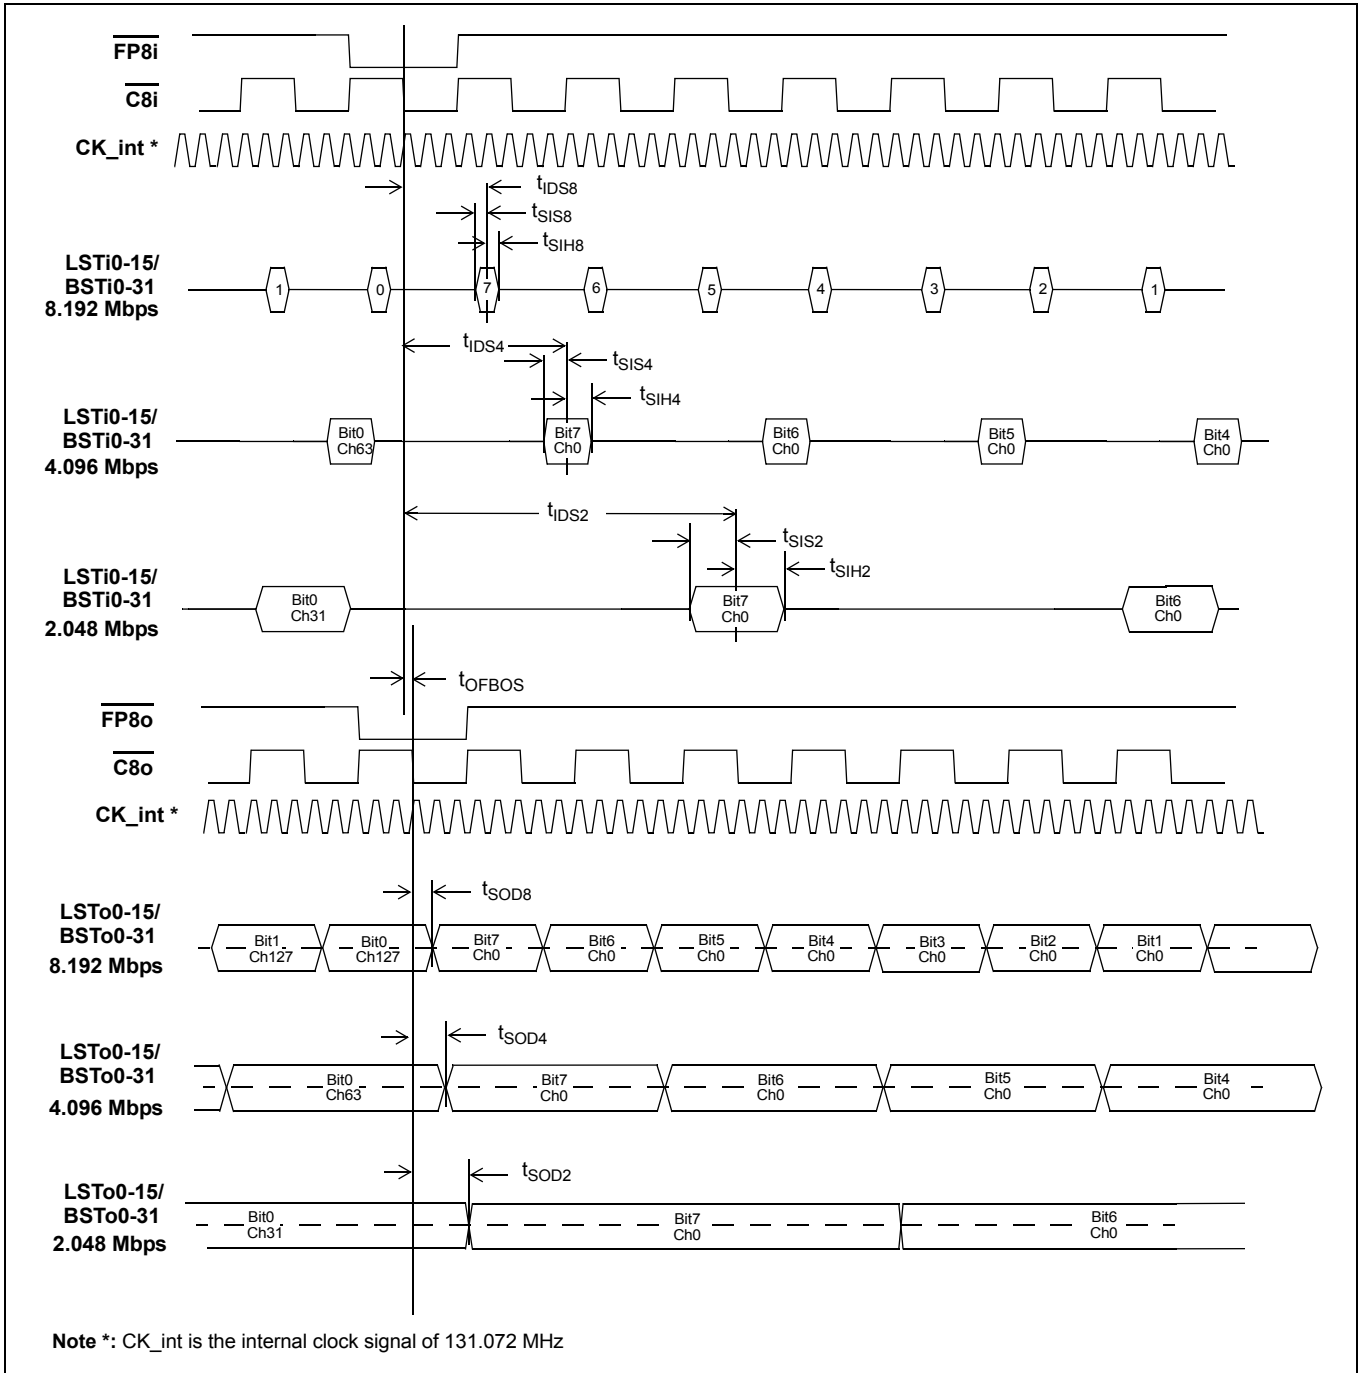 FP8i
C8i
CK_int *
tIDS8
tSIS8
tSIH8
LSTi0-15/
BSTi0-31
8.192 Mbps
1 0 7 6 5 4 3 2 1
tIDS4
tSIS4
tSIH4
LSTi0-15/
BSTi0-31
4.096 Mbps
Bit0 Bit7 Bit6 Bit5 Bit4
Ch63 Ch0 Ch0 Ch0 Ch0
tIDS2
tSIS2
tSIH2
LSTi0-15/
BSTi0-31
2.048 Mbps
Bit0 Bit7 Bit6
Ch31 Ch0 Ch0
tOFBOS
FP8o
C8o
CK_int *
tSOD8
LSTo0-15/
BSTo0-31
8.192 Mbps
Bit1 Bit0 Bit7 Bit6 Bit5 Bit4 Bit3 Bit2 Bit1
Ch127 Ch127 Ch0 Ch0 Ch0 Ch0 Ch0 Ch0 Ch0
tSOD4
LSTo0-15/
BSTo0-31
4.096 Mbps
Bit0 Bit7 Bit6 Bit5 Bit4
Ch63 Ch0 Ch0 Ch0 Ch0
tSOD2
LSTo0-15/
BSTo0-31
2.048 Mbps
Bit0 Bit7 Bit6
Ch31 Ch0 Ch0
Note *: CK_int is the internal clock signal of 131.072 MHz